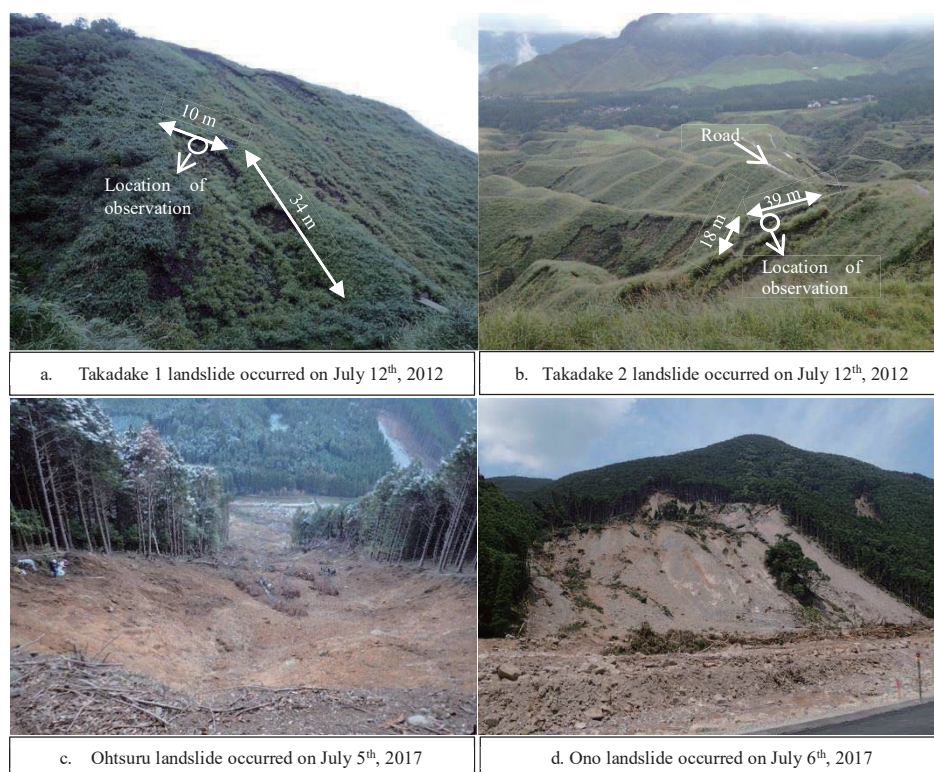 10 m
Location of
observation
34 m
Road
39 m
18 m
Location of
observation
a. Takadake 1 landslide occurred on July 12th, 2012
b. Takadake 2 landslide occurred on July 12th, 2012
c. Ohtsuru landslide occurred on July 5th, 2017
d. Ono landslide occurred on July 6th, 2017